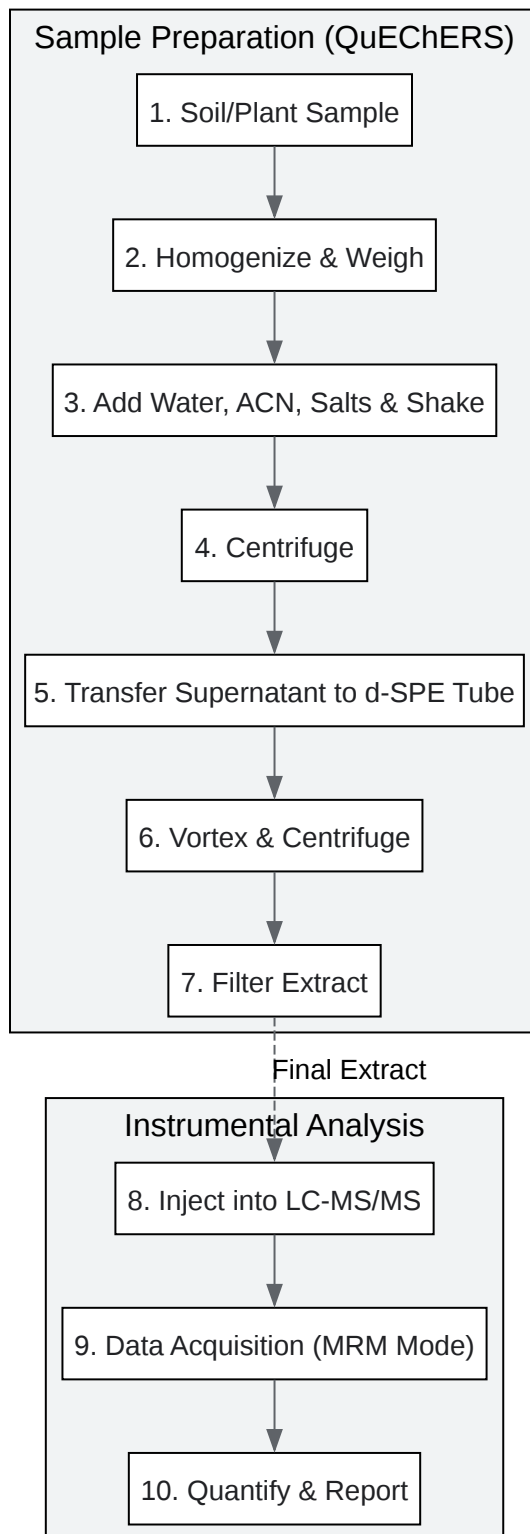 Sample Preparation (QuEChERS)
1. Soil/Plant Sample
2. Homogenize & Weigh
3. Add Water, ACN, Salts & Shake
4. Centrifuge
5. Transfer Supernatant to d-SPE Tube
6. Vortex & Centrifuge
7. Filter Extract
Final Extract
Instrumental Analysis
8. Inject into LC-MS/MS
9. Data Acquisition (MRM Mode)
10. Quantify & Report